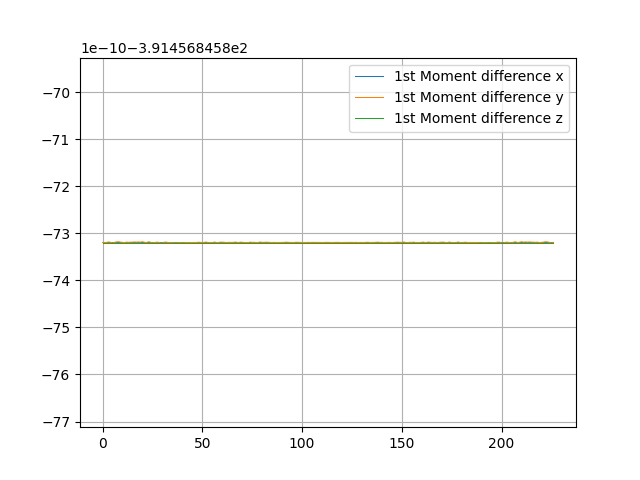 1e−10−3.914568458e2
1st Moment difference x
1st Moment difference y
1st Moment difference z
−70
−71
−72
−73
−74
−75
−76
−77
0 50 100 150 200